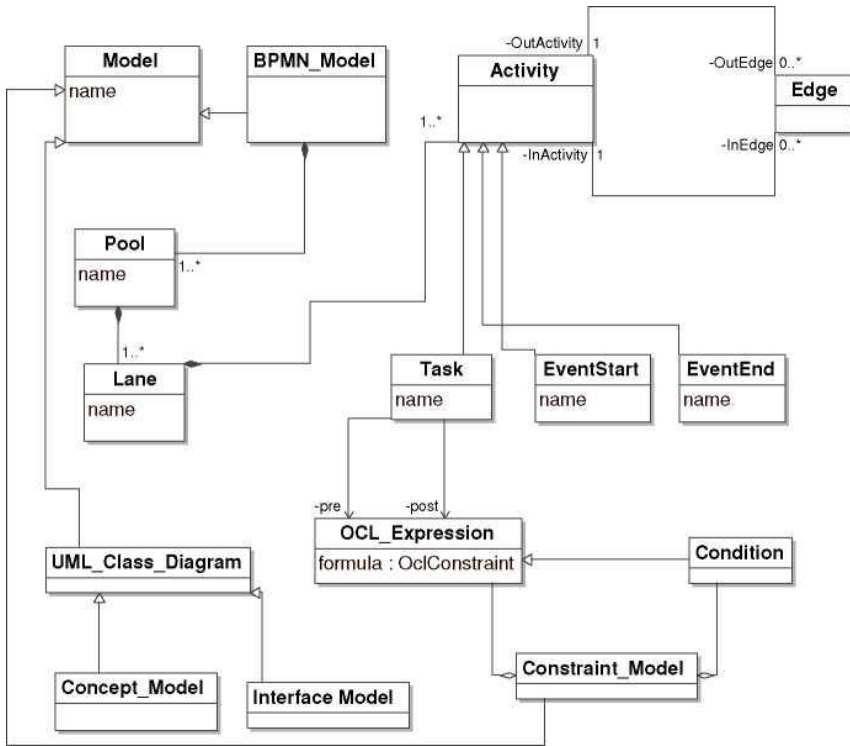 -OutActivity 1
Model
BPMN_Model
Activity
-OutEdge 0..*
name
Edge
1..*
-InActivity 1
-InEdge 0..*
Pool
name
1..*
1..*
Lane
name
Task
name
EventStart
name
EventEnd
name
-pre
-post
OCL_Expression
formula : OclConstraint
Condition
UML_Class_Diagram
Concept_Model
Interface Model
Constraint_Model